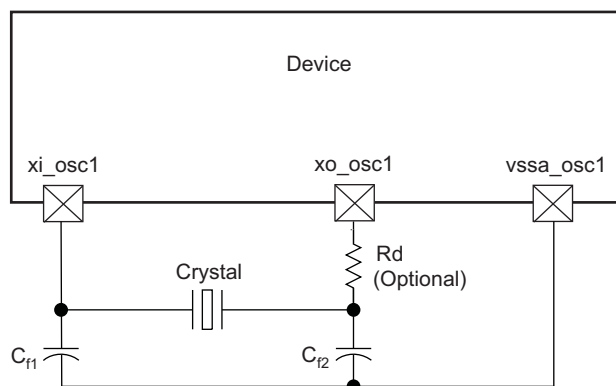 Device
xi_osc1
xo_osc1
vssa_osc1
Rd
(Optional)
Crystal
Cf1
Cf2